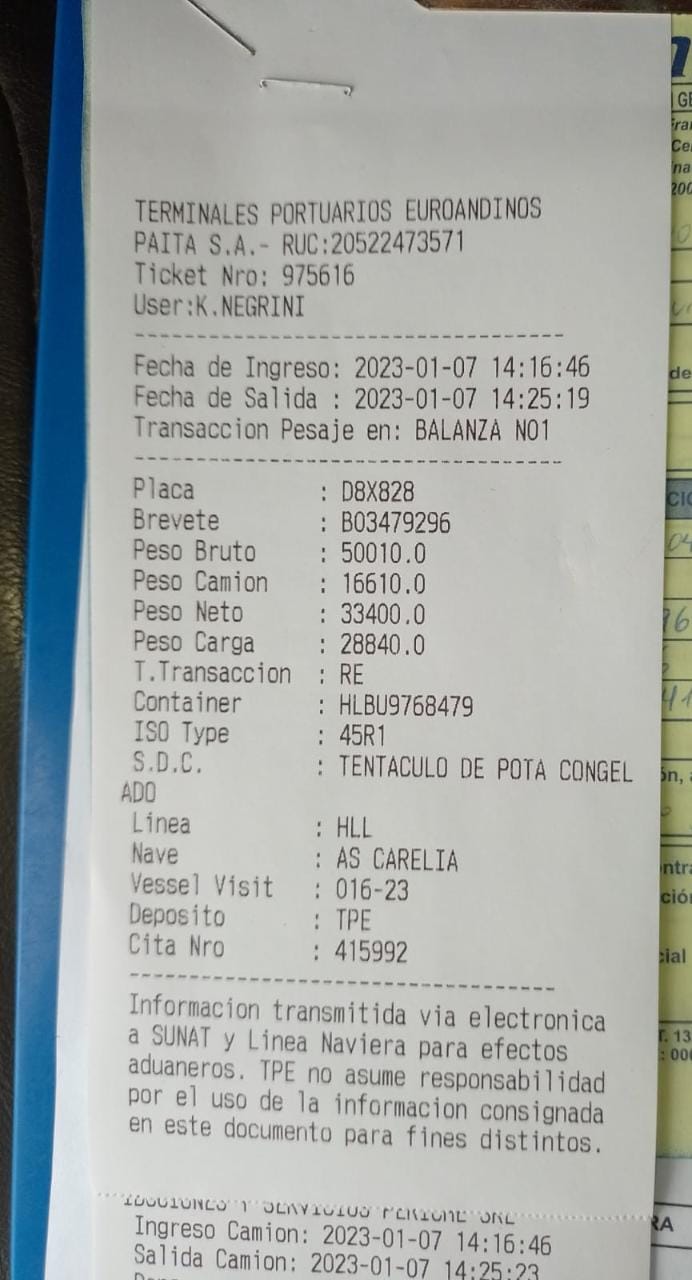 TERMINALES PORTUARIOS EUROANDINOS
PAITA S.A.- RUC:20522473571
Ticket Nro: 975616
User:K.NEGRINI
------------------------------------
Fecha de Ingreso: 2023-01-07 14:16:46
Fecha de Salida : 2023-01-07 14:25:19
Transaccion Pesaje en: BALANZA NO1
------------------------------------
Placa : D8X828
Brevete : B03479296
Peso Bruto : 50010.0
Peso Camion : 16610.0
Peso Neto : 33400.0
Peso Carga : 28840.0
T.Transaccion : RE
Container : HLBU9768479
ISO Type : 45R1
S.D.C. : TENTACULO DE POTA CONGEL
ADO
Linea : HLL
Nave : AS CARELIA
Vessel Visit : 016-23
Deposito : TPE
Cita Nro : 415992
------------------------------------
Informacion transmitida via electronica
a SUNAT y Linea Naviera para efectos
aduaneros. TPE no asume responsabilidad
por el uso de la informacion consignada
en este documento para fines distintos.
Ingreso Camion: 2023-01-07 14:16:46
Salida Camion: 2023-01-07 14:25:23